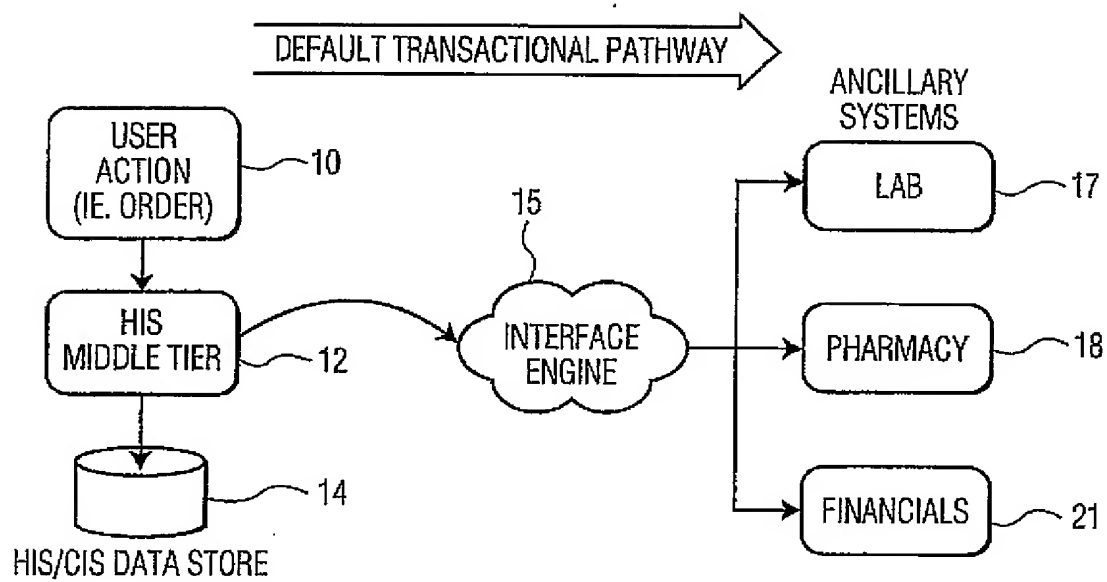 DEFAULT TRANSACTIONAL PATHWAY
ANCILLARY
SYSTEMS
USER
ACTION
(IE. ORDER)
10
LAB
17
15
HIS
MIDDLE TIER
12
INTERFACE
ENGINE
PHARMACY
18
14
HIS/CIS DATA STORE
FINANCIALS
21